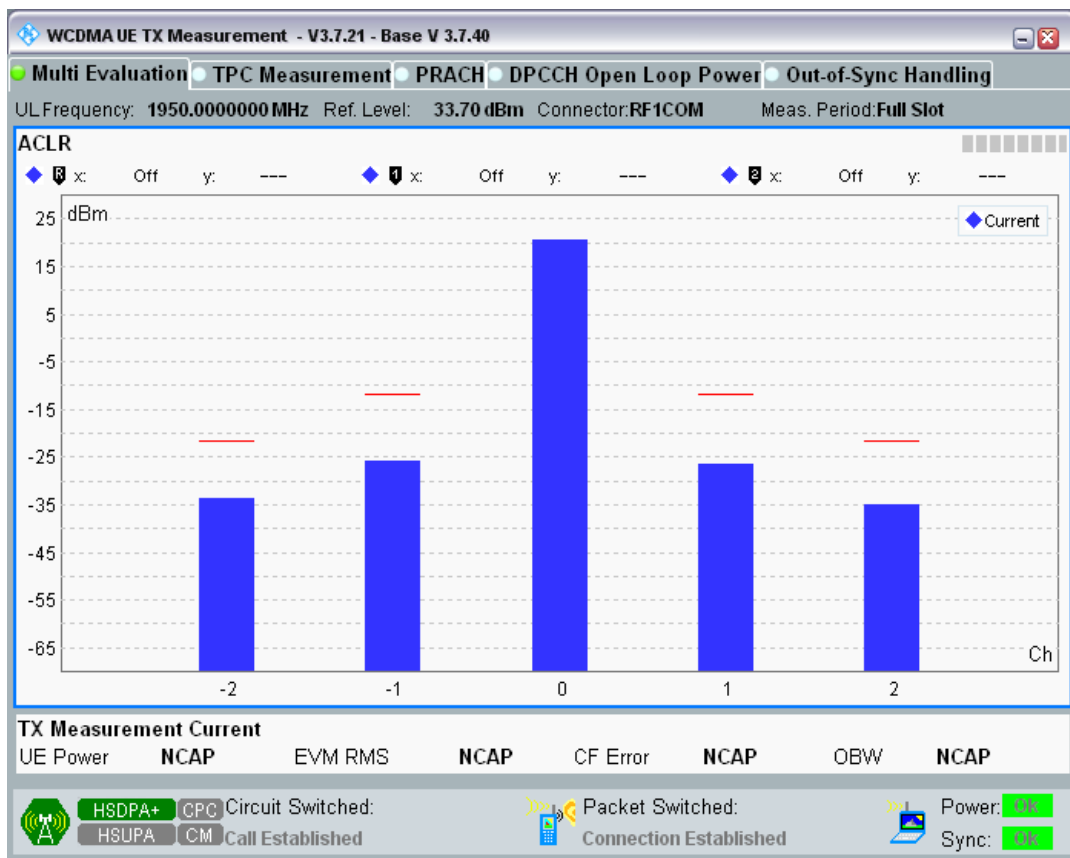 WCDMA UE TX Measurement - V3.7.21 - Base V 3.7.40
Multi Evaluation TPC Measurement PRACH DPCCH Open Loop Power Out-of-Sync Handling
UL Frequency: 1950.0000000 MHz Ref. Level: 33.70 dBm Connector:RF1COM Meas. Period:Full Slot
ACLR
R x: Off y: --- 1 x: Off y: --- 2 x: Off y: ---
dBm
Current
25
15
5
-5
-15
-25
-35
-45
-55
-65
Ch
-2 -1 0 1 2
TX Measurement Current
UE Power NCAP EVM RMS NCAP CF Error NCAP OBW NCAP
HSDPA+ CPC Circuit Switched: Packet Switched: Power: Ok
HSUPA CM Call Established Connection Established Sync: Ok